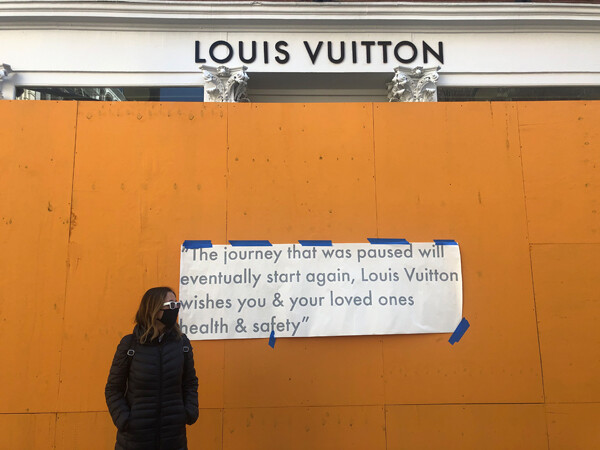 LOUIS VUITTON
"The journey that was paused will
eventually start again, Louis Vuitton
wishes you & your loved ones
health & safety"